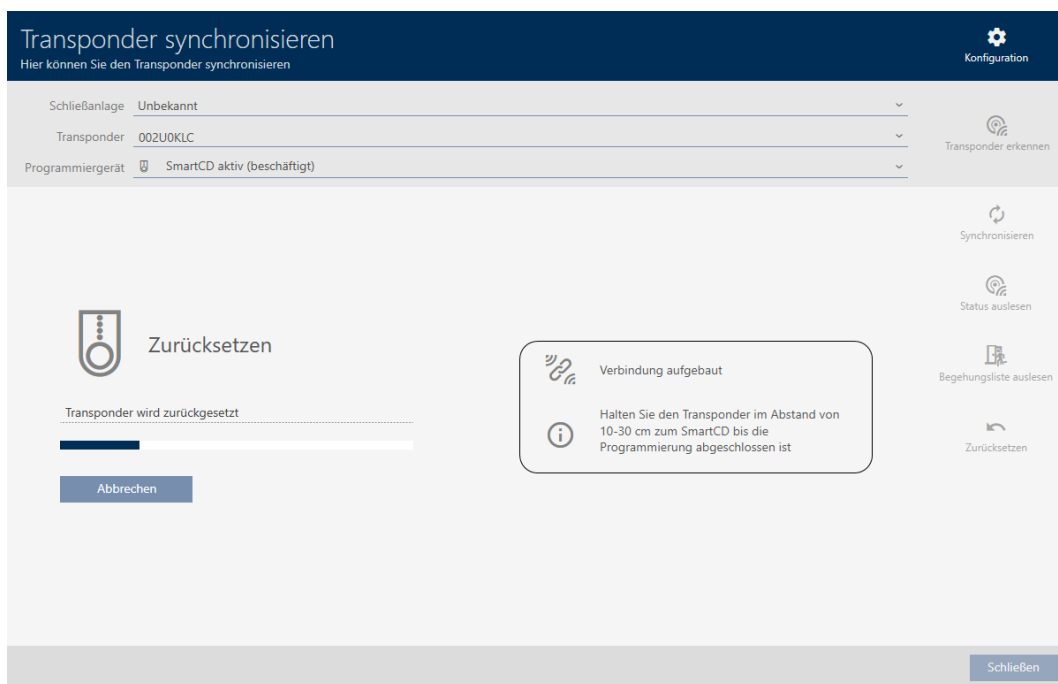 Transponder synchronisieren
Hier können Sie den Transponder synchronisieren
Konfiguration
Schließanlage Unbekannt
Transponder 002U0KLC
Programmiergerät SmartCD aktiv (beschäftigt)
Transponder erkennen
Synchronisieren
Status auslesen
Begehungsliste auslesen
Zurücksetzen
Zurücksetzen
Transponder wird zurückgesetzt
Abbrechen
Verbindung aufgebaut
Halten Sie den Transponder im Abstand von
10-30 cm zum SmartCD bis die
Programmierung abgeschlossen ist
Schließen